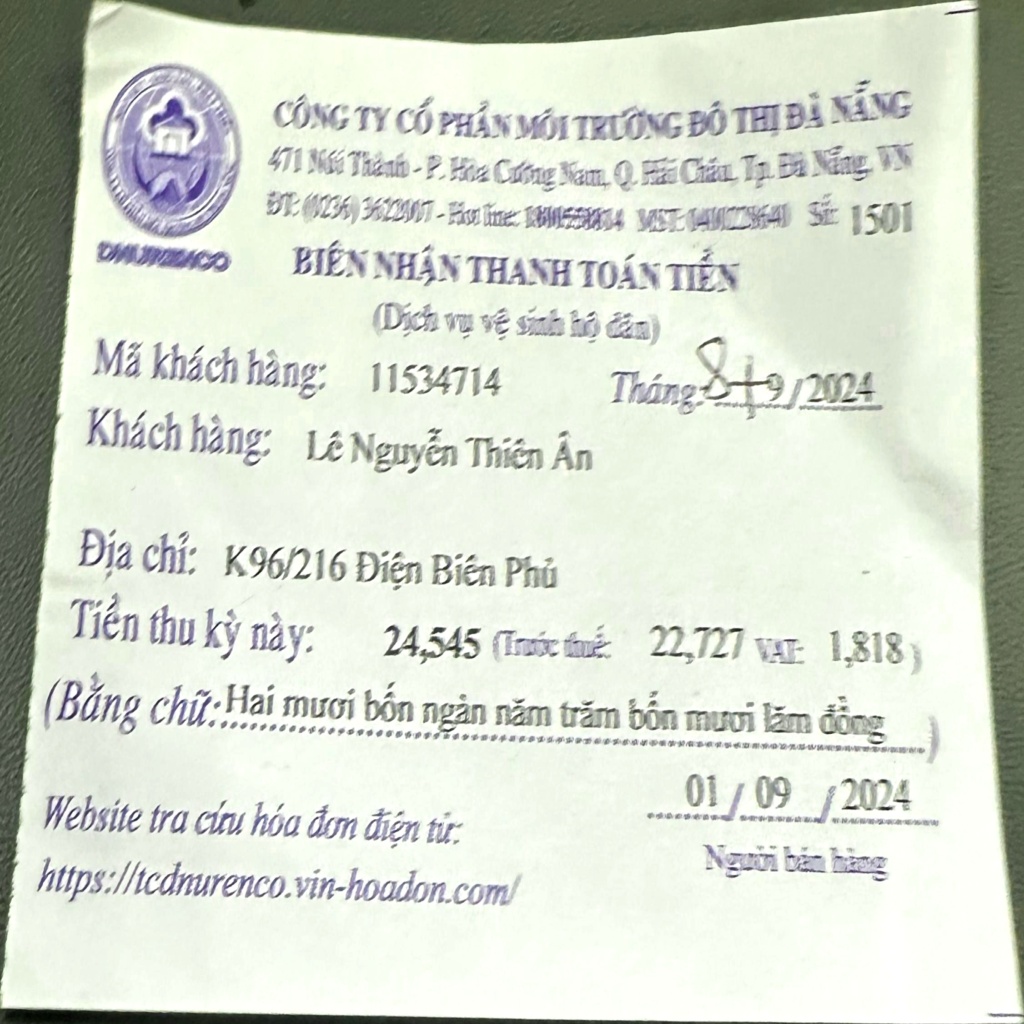 CÔNG TY CỔ PHẦN MÔI TRƯỜNG ĐÔ THỊ ĐÀ NẴNG
471 Núi Thành - P. Hòa Cường Nam, Q. Hải Châu, Tp. Đà Nẵng, VN
ĐT: (0236) 3622007 - Hot line: MST: Số: 1501
DNURENCO
BIÊN NHẬN THANH TOÁN TIỀN
(Dịch vụ vệ sinh hộ dân)
Mã khách hàng: 11534714 Tháng: 8+9/2024
Khách hàng: Lê Nguyễn Thiên Ân
Địa chỉ: K96/216 Điện Biên Phủ
Tiền thu kỳ này: 24,545 (Trước thuế: 22,727 VAT: 1,818)
(Bằng chữ: Hai mươi bốn ngàn năm trăm bốn mươi lăm đồng)
01 / 09 / 2024
Người bán hàng
Website tra cứu hóa đơn điện tử:
https://tcdnurenco.vin-hoadon.com/